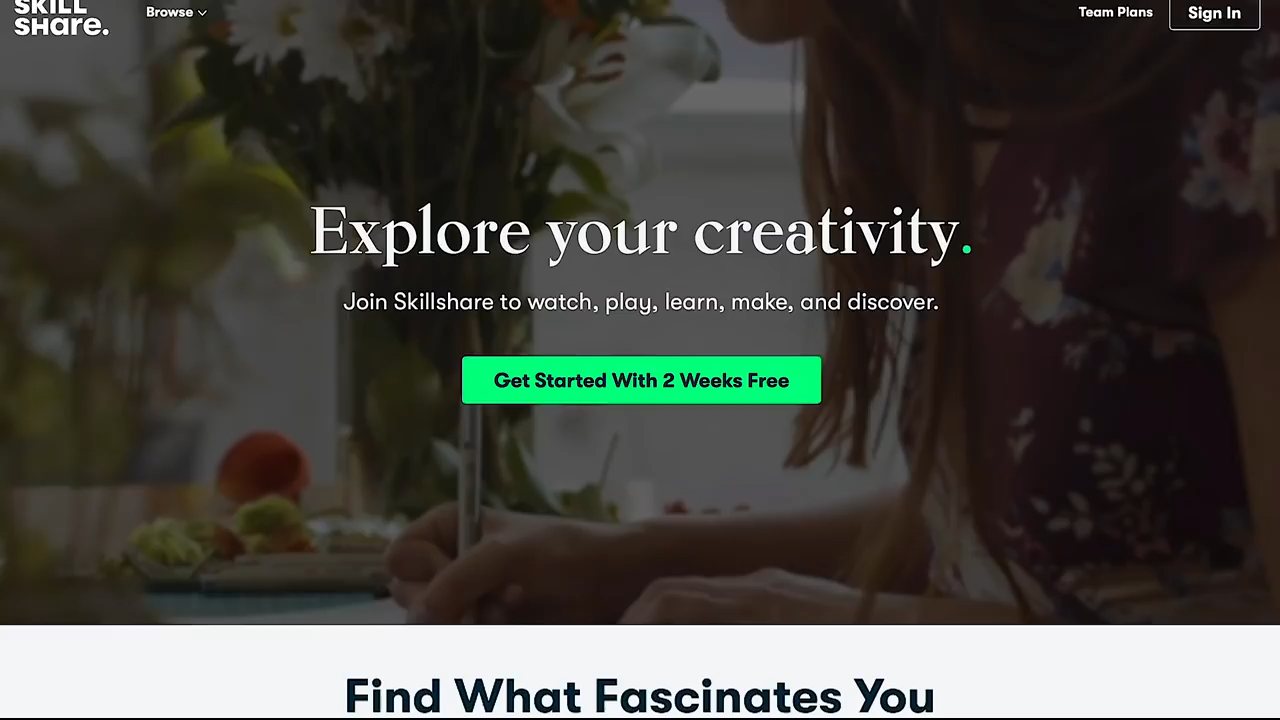 SKILL
SHare.
Browse
Team Plans
Sign In
Explore your creativity.
Join Skillshare to watch, play, learn, make, and discover.
Get Started With 2 Weeks Free
Find What Fascinates You